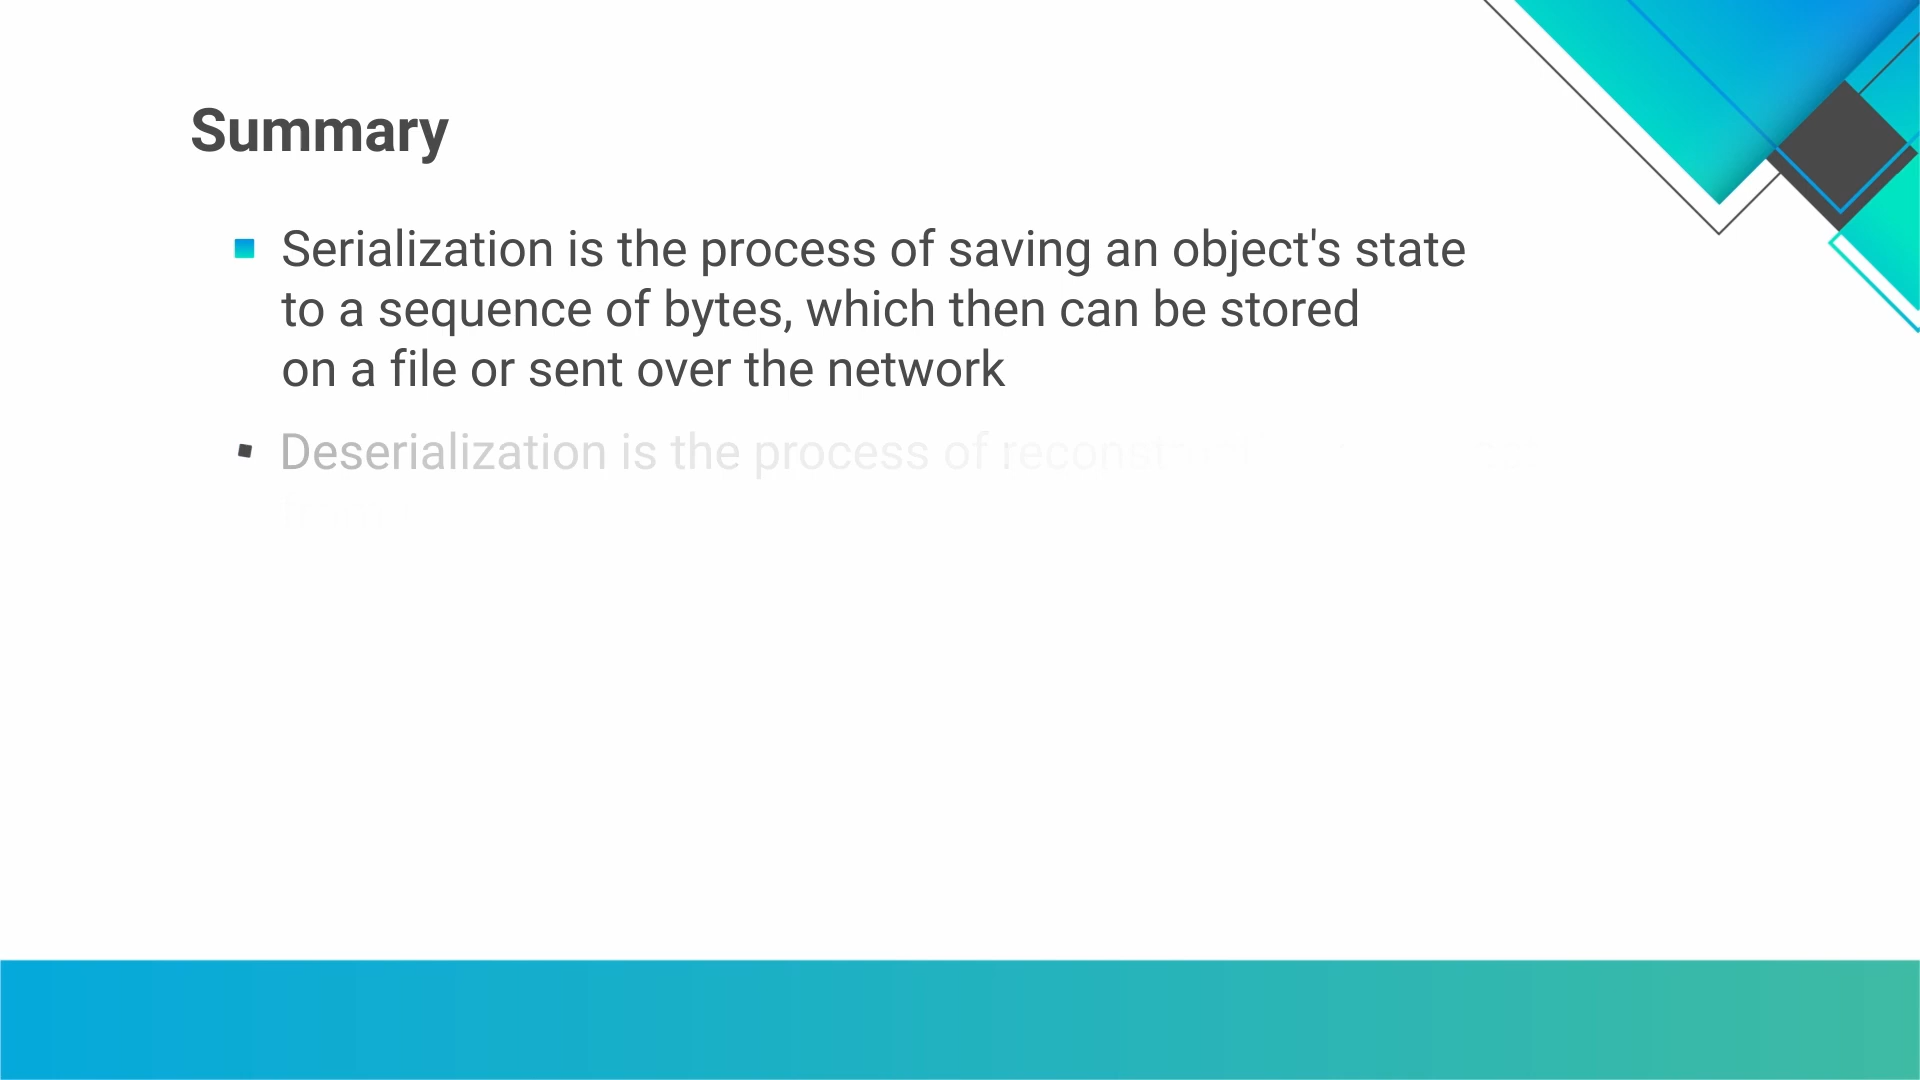 Summary
Serialization is the process of saving an object's state
to a sequence of bytes, which then can be stored
on a file or sent over the network
Deserialization is the process of